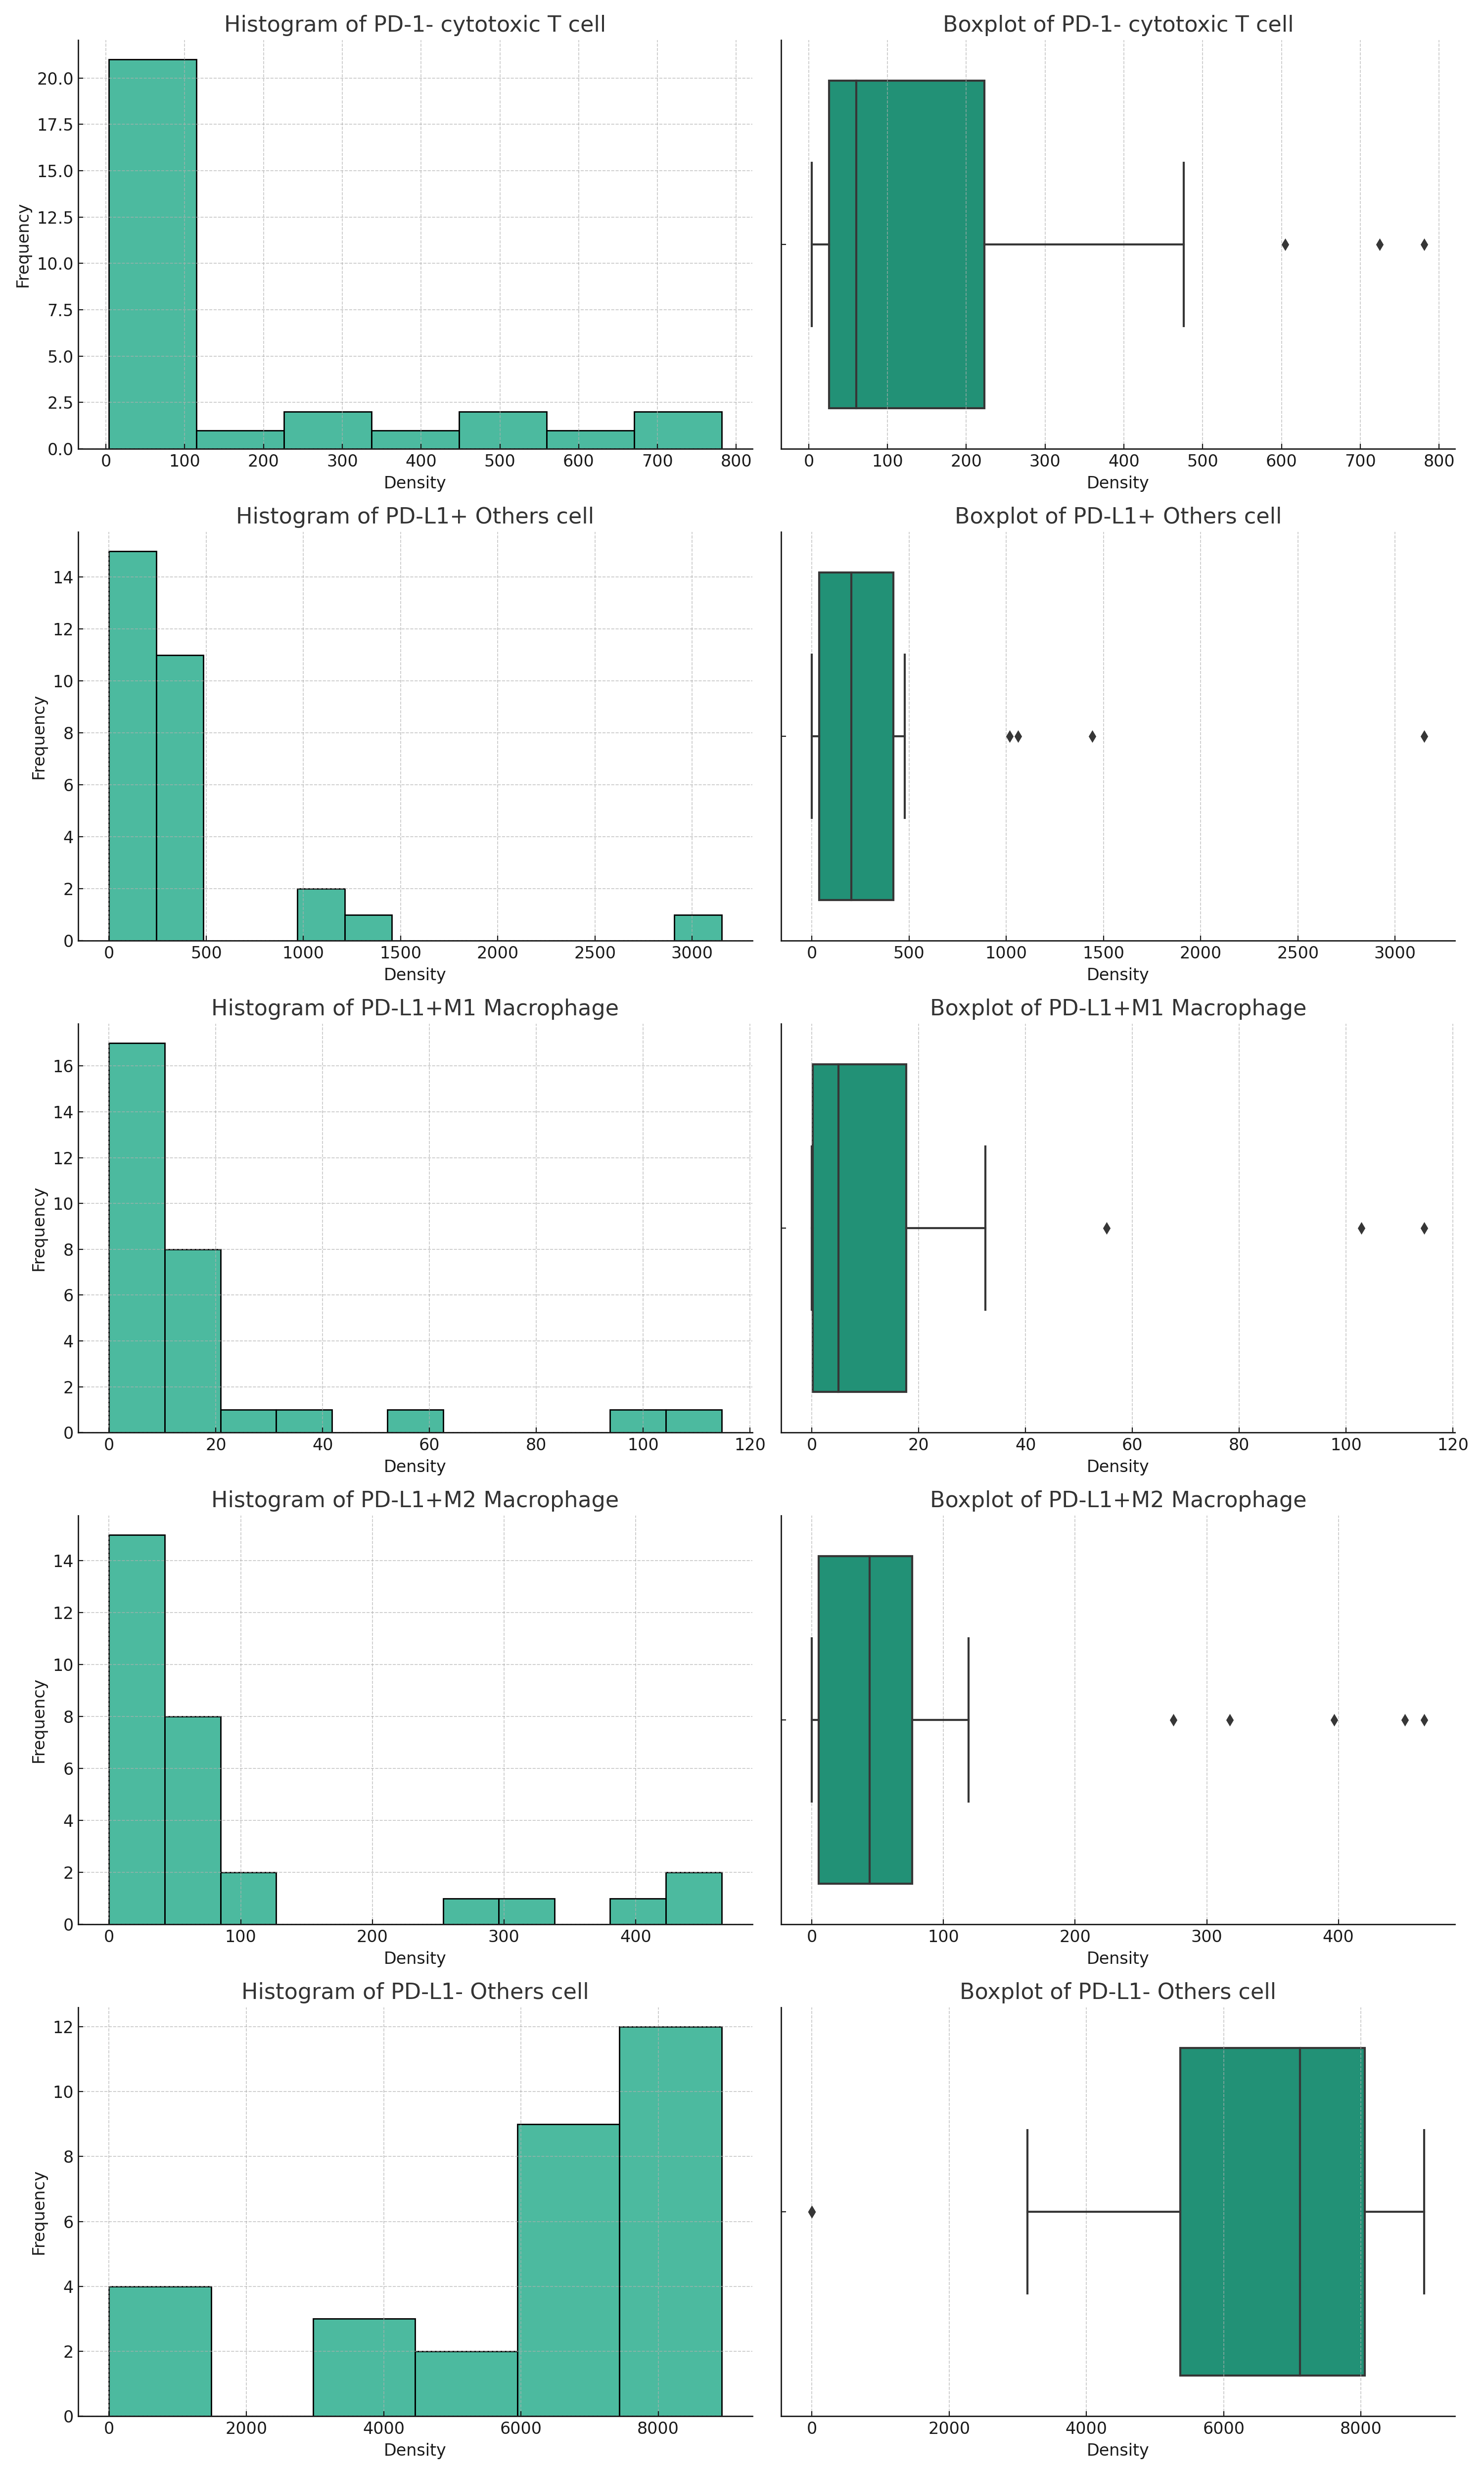 Histogram of PD-1- cytotoxic T cell
Frequency
20.0
17.5
15.0
12.5
10.0
7.5
5.0
2.5
0.0
0 100 200 300 400 500 600 700 800
Density
Boxplot of PD-1- cytotoxic T cell
0 100 200 300 400 500 600 700 800
Density
Histogram of PD-L1+ Others cell
Frequency
14
12
10
8
6
4
2
0
0 500 1000 1500 2000 2500 3000
Density
Boxplot of PD-L1+ Others cell
0 500 1000 1500 2000 2500 3000
Density
Histogram of PD-L1+M1 Macrophage
Frequency
16
14
12
10
8
6
4
2
0
0 20 40 60 80 100 120
Density
Boxplot of PD-L1+M1 Macrophage
0 20 40 60 80 100 120
Density
Histogram of PD-L1+M2 Macrophage
Frequency
14
12
10
8
6
4
2
0
0 100 200 300 400
Density
Boxplot of PD-L1+M2 Macrophage
0 100 200 300 400
Density
Histogram of PD-L1- Others cell
Frequency
12
10
8
6
4
2
0
0 2000 4000 6000 8000
Density
Boxplot of PD-L1- Others cell
0 2000 4000 6000 8000
Density